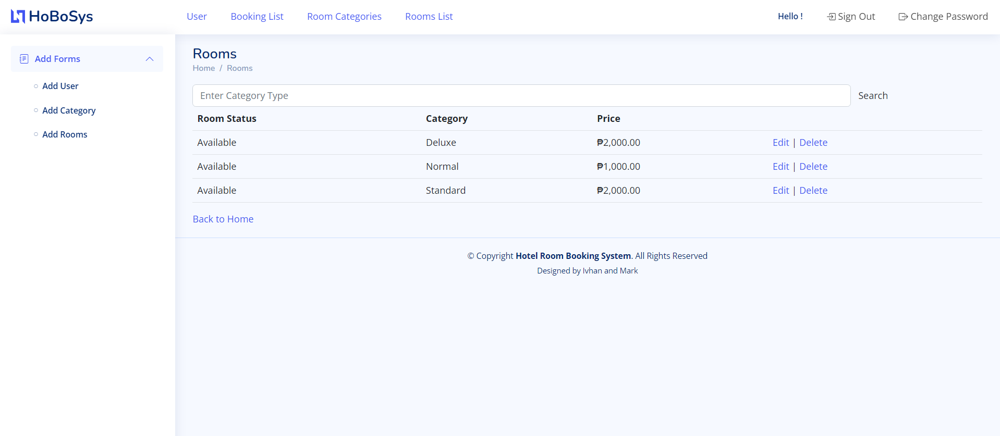 HoBoSys
User Booking List Room Categories Rooms List
Hello ! Sign Out Change Password
Add Forms
Add User
Add Category
Add Rooms
Rooms
Home / Rooms
Enter Category Type Search
Room Status Category Price
Available Deluxe ₱2,000.00 Edit | Delete
Available Normal ₱1,000.00 Edit | Delete
Available Standard ₱2,000.00 Edit | Delete
Back to Home
© Copyright Hotel Room Booking System. All Rights Reserved
Designed by Ivhan and Mark